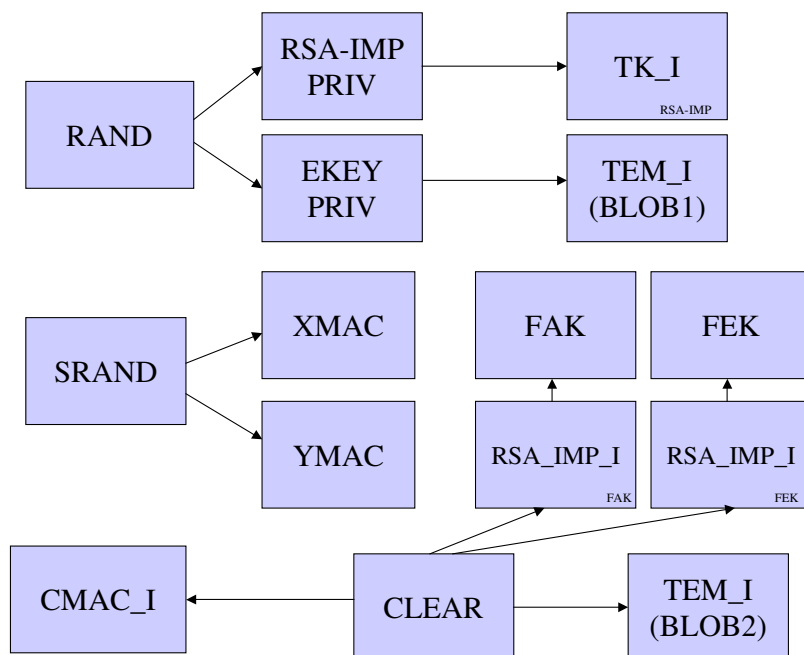 RSA-IMP
PRIV
TK_I
RSA-IMP
RAND
EKEY
PRIV
TEM_I
(BLOB1)
XMAC
FAK
FEK
SRAND
YMAC
RSA_IMP_I
FAK
RSA_IMP_I
FEK
CMAC_I
CLEAR
TEM_I
(BLOB2)